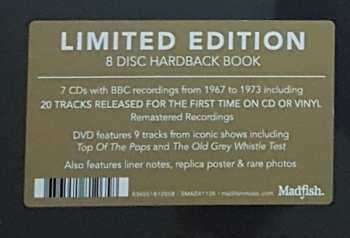 LIMITED EDITION
8 DISC HARDBACK BOOK
7 CDs with BBC recordings from 1967 to 1973 including
20 TRACKS RELEASED FOR THE FIRST TIME ON CD OR VINYL
Remastered Recordings
DVD features 9 tracks from iconic shows including
Top Of The Pops and The Old Grey Whistle Test
Also features liner notes, replica poster & rare photos
madfishmusic.com
Madfish.